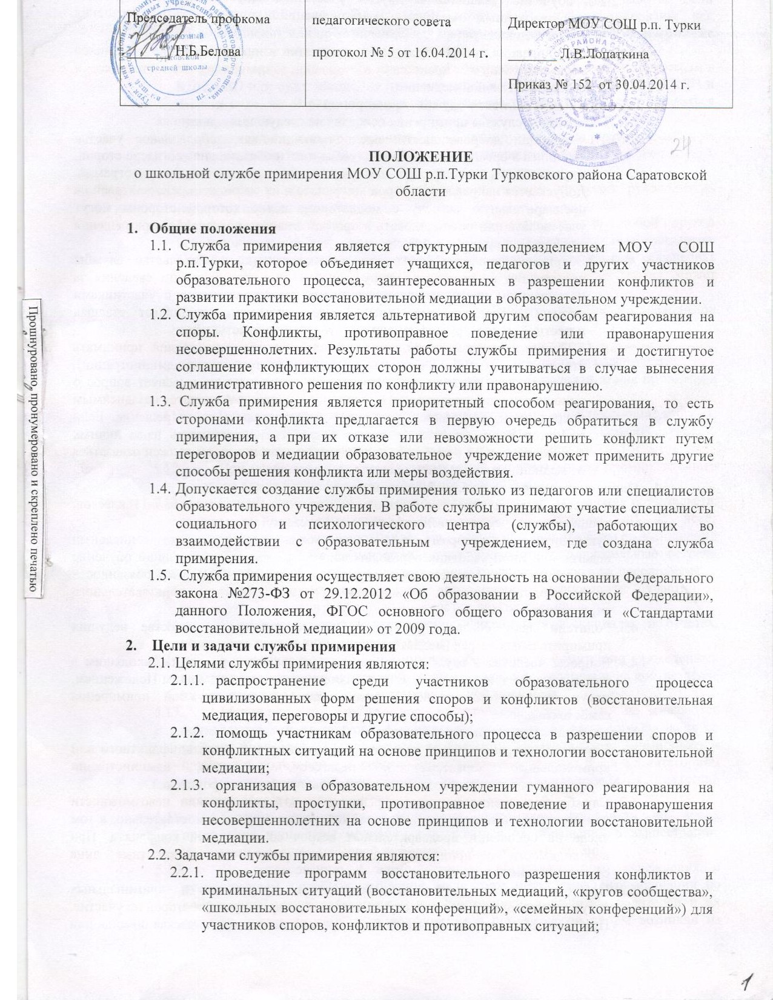 Председатель профкома
педагогического совета
Директор МОУ СОШ р.п. Турки
Н.Б.Белова
протокол № 5 от 16.04.2014 г.
Л.В.Лопаткина
Приказ № 152 от 30.04.2014 г.
Профсоюзный
Турковской
средней школы
24
ПОЛОЖЕНИЕ
о школьной службе примирения МОУ СОШ р.п.Турки Турковского района Саратовской
области
1. Общие положения
1.1. Служба примирения является структурным подразделением МОУ СОШ
р.п.Турки, которое объединяет учащихся, педагогов и других участников
образовательного процесса, заинтересованных в разрешении конфликтов и
развитии практики восстановительной медиации в образовательном учреждении.
1.2. Служба примирения является альтернативой другим способам реагирования на
споры. Конфликты, противоправное поведение или правонарушения
несовершеннолетних. Результаты работы службы примирения и достигнутое
соглашение конфликтующих сторон должны учитываться в случае вынесения
административного решения по конфликту или правонарушению.
1.3. Служба примирения является приоритетный способом реагирования, то есть
сторонами конфликта предлагается в первую очередь обратиться в службу
примирения, а при их отказе или невозможности решить конфликт путем
переговоров и медиации образовательное учреждение может применить другие
способы решения конфликта или меры воздействия.
1.4. Допускается создание службы примирения только из педагогов или специалистов
образовательного учреждения. В работе службы принимают участие специалисты
социального и психологического центра (службы), работающих во
взаимодействии с образовательным учреждением, где создана служба
примирения.
1.5. Служба примирения осуществляет свою деятельность на основании Федерального
закона №273-ФЗ от 29.12.2012 «Об образовании в Российской Федерации»,
данного Положения, ФГОС основного общего образования и «Стандартами
восстановительной медиации» от 2009 года.
2. Цели и задачи службы примирения
2.1. Целями службы примирения являются:
2.1.1. распространение среди участников образовательного процесса
цивилизованных форм решения споров и конфликтов (восстановительная
медиация, переговоры и другие способы);
2.1.2. помощь участникам образовательного процесса в разрешении споров и
конфликтных ситуаций на основе принципов и технологии восстановительной
медиации;
2.1.3. организация в образовательном учреждении гуманного реагирования на
конфликты, проступки, противоправное поведение и правонарушения
несовершеннолетних на основе принципов и технологии восстановительной
медиации.
2.2. Задачами службы примирения являются:
2.2.1. проведение программ восстановительного разрешения конфликтов и
криминальных ситуаций (восстановительных медиаций, «кругов сообщества»,
«школьных восстановительных конференций», «семейных конференций») для
участников споров, конфликтов и противоправных ситуаций;
Прошнуровано, пронумеровано и скреплено печатью
1